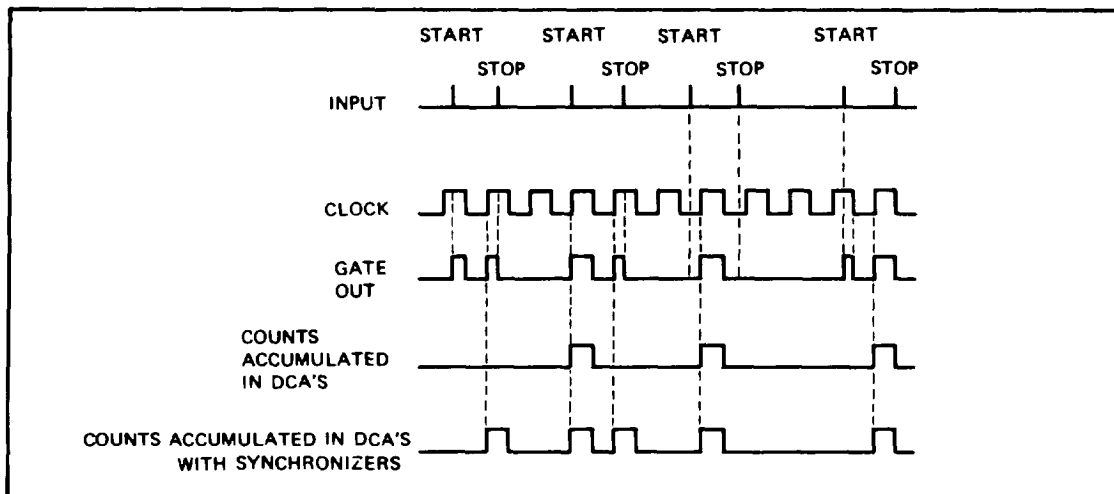 START START START START
STOP STOP STOP STOP
INPUT
CLOCK
GATE
OUT
COUNTS
ACCUMULATED
IN DCA'S
COUNTS ACCUMULATED IN DCA'S
WITH SYNCHRONIZERS